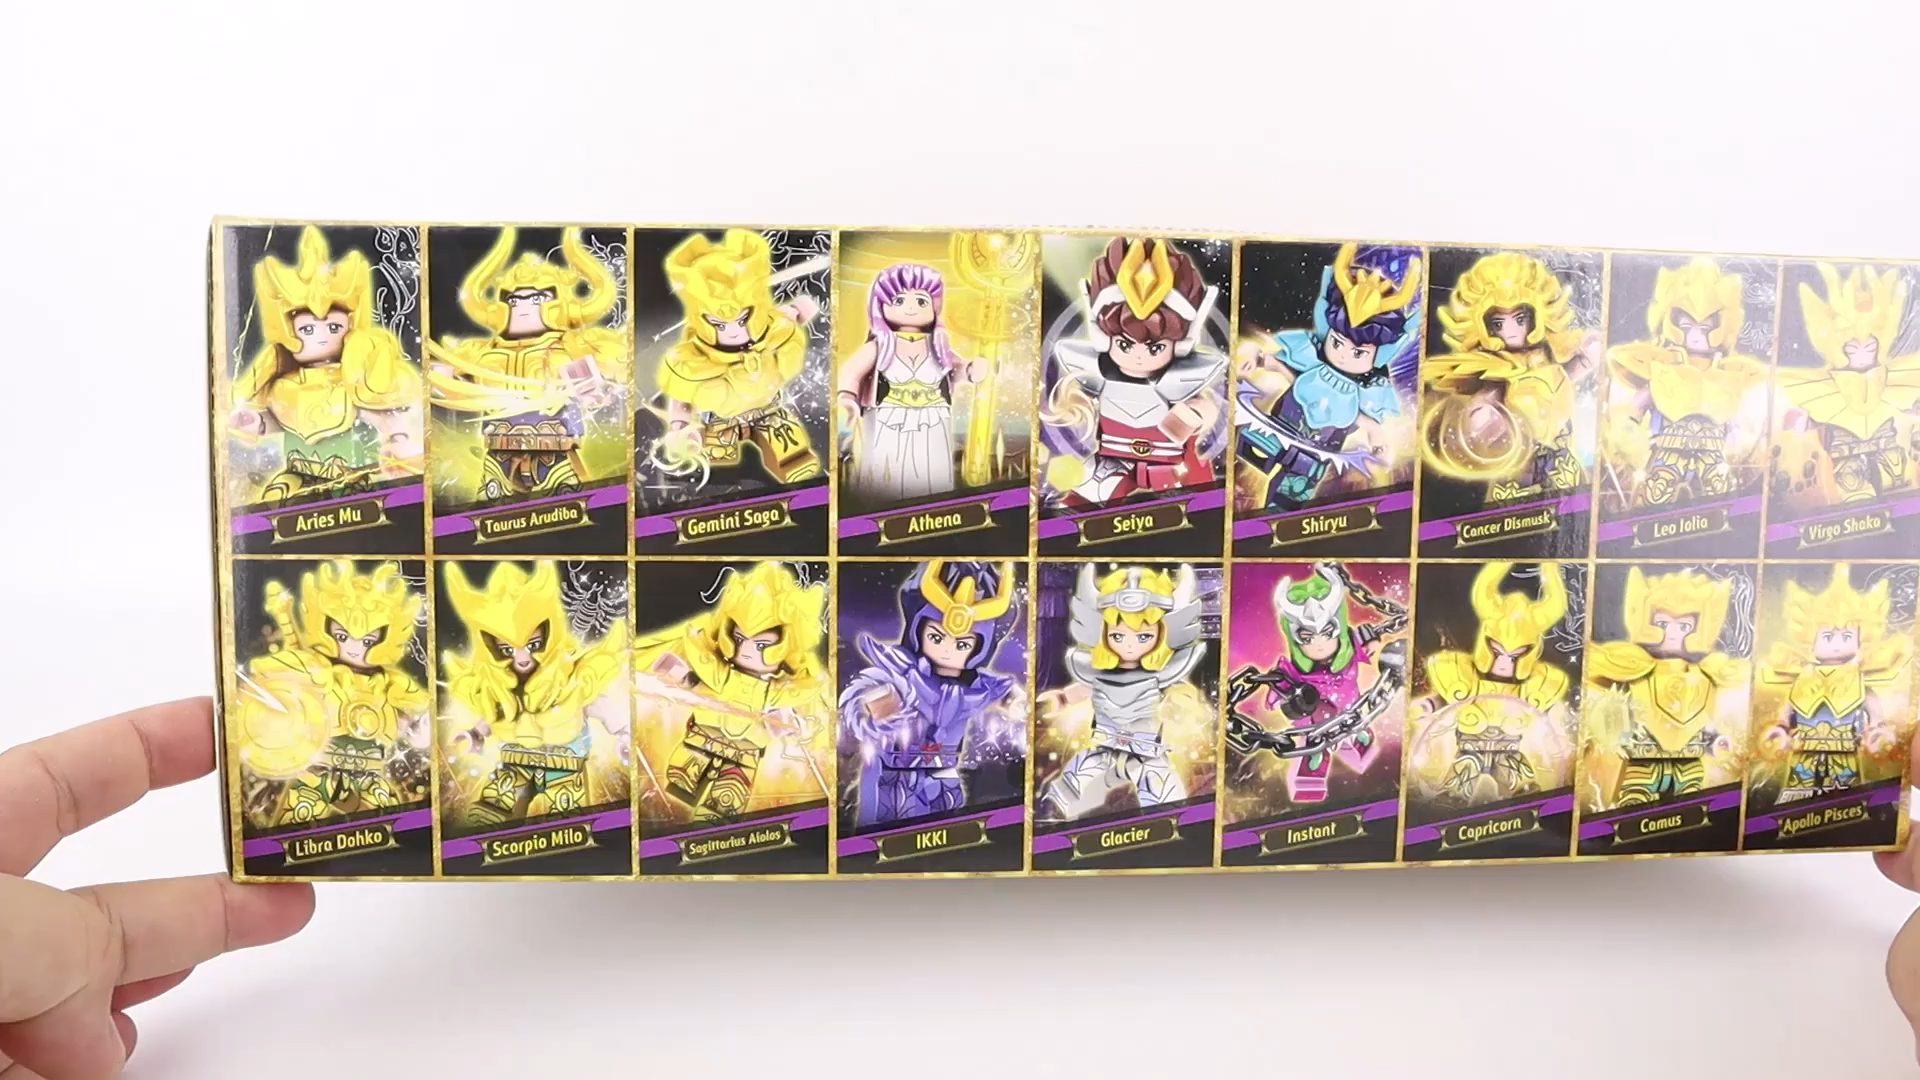 Aries Mu
Taurus Arudiba
Gemini Saga
Athena
Seiya
Shiryu
Cancer Dismusk
Leo Iolia
Virgo Shaka
Libra Dohko
Scorpio Milo
Sagittarius Aiolos
IKKI
Glacier
Instant
Capricorn
Camus
Apollo Pisces